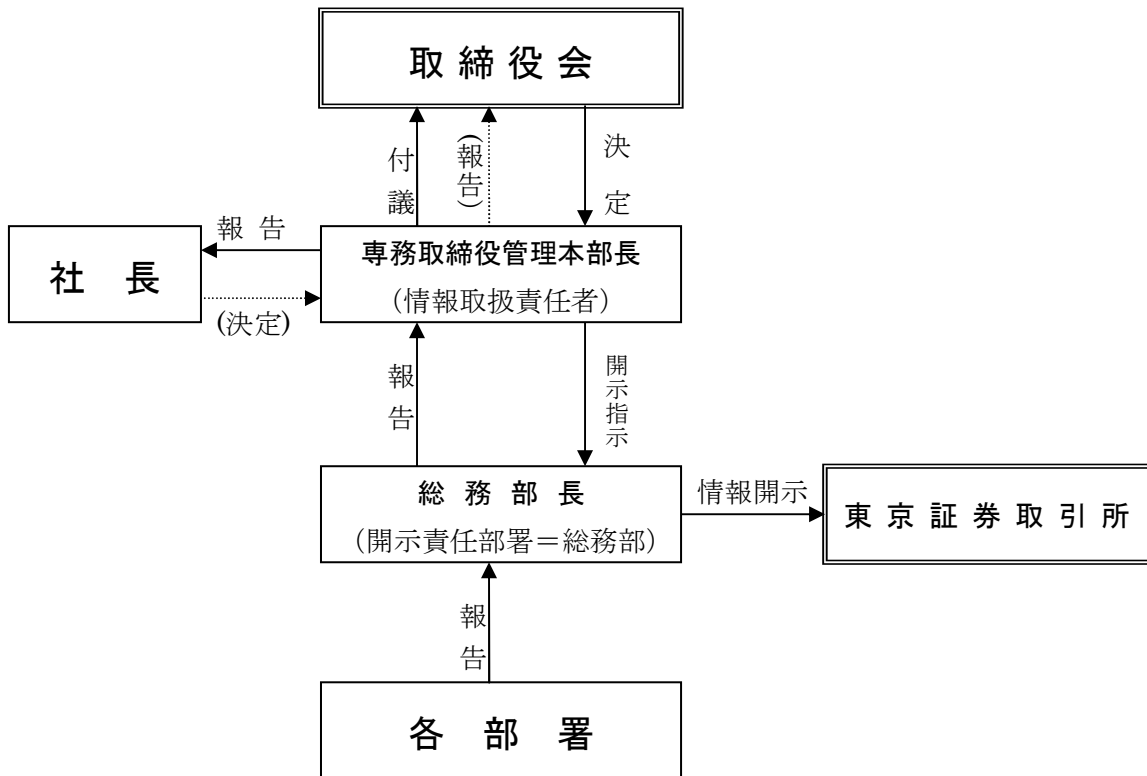 取締役会
付議
(報告)
決定
報告
社長
(決定)
専務取締役管理本部長
（情報取扱責任者）
報告
開示指示
総務部長
（開示責任部署＝総務部）
情報開示
東京証券取引所
報告
各部署